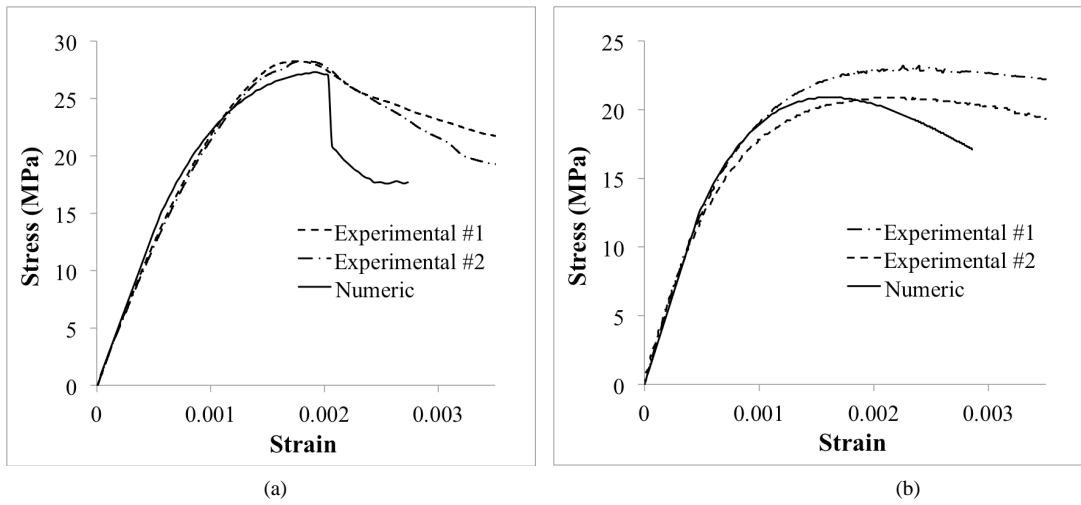 30
25
20
15
10
5
0
Stress (MPa)
0
0.001
0.002
0.003
Strain
Experimental #1
Experimental #2
Numeric
(a)
25
20
15
10
5
0
Stress (MPa)
0
0.001
0.002
0.003
Strain
Experimental #1
Experimental #2
Numeric
(b)